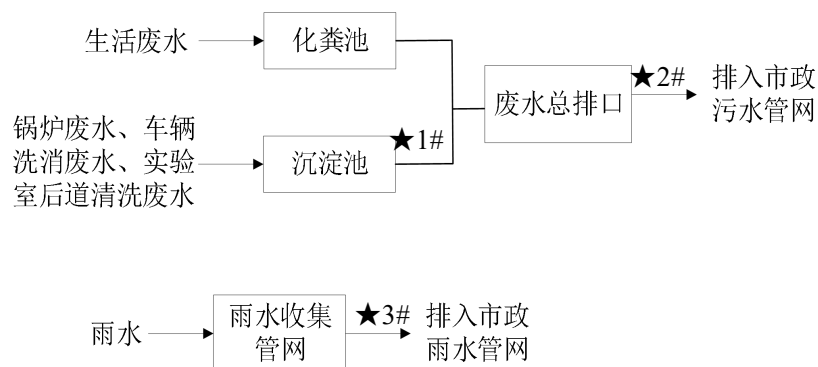 生活废水
化粪池
★2#
排入市政
污水管网
废水总排口
锅炉废水、车辆
洗消废水、实验
室后道清洗废水
★1#
沉淀池
雨水
雨水收集
管网
★3#
排入市政
雨水管网